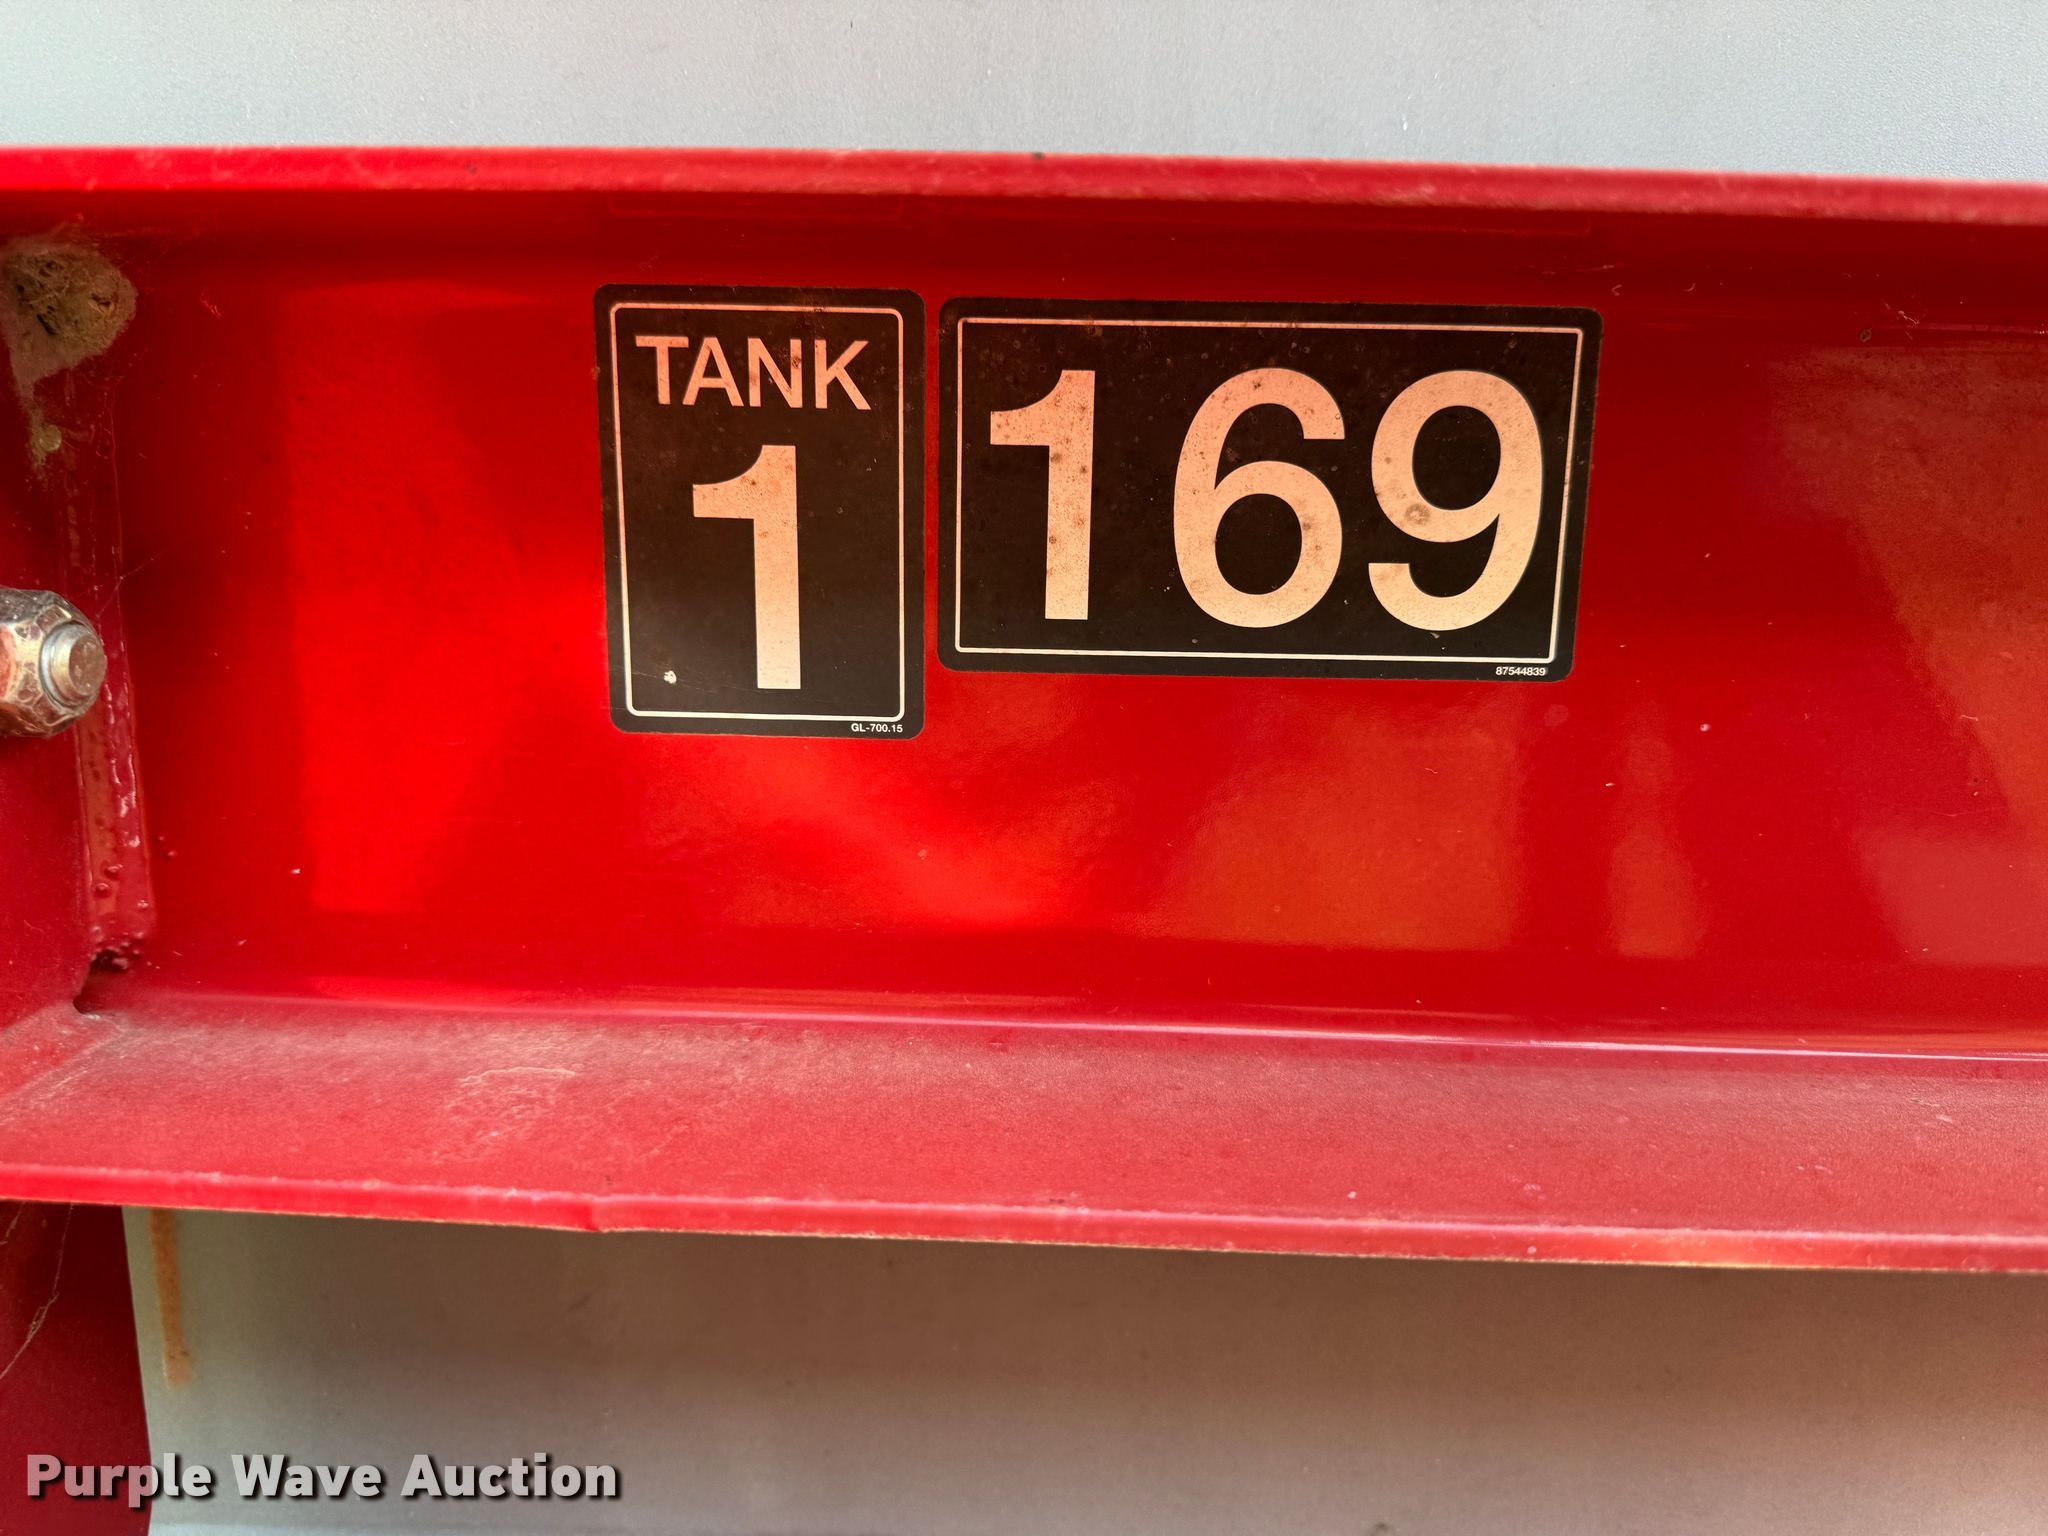 TANK
1
GL-700.15
169
87544839
Purple Wave Auction